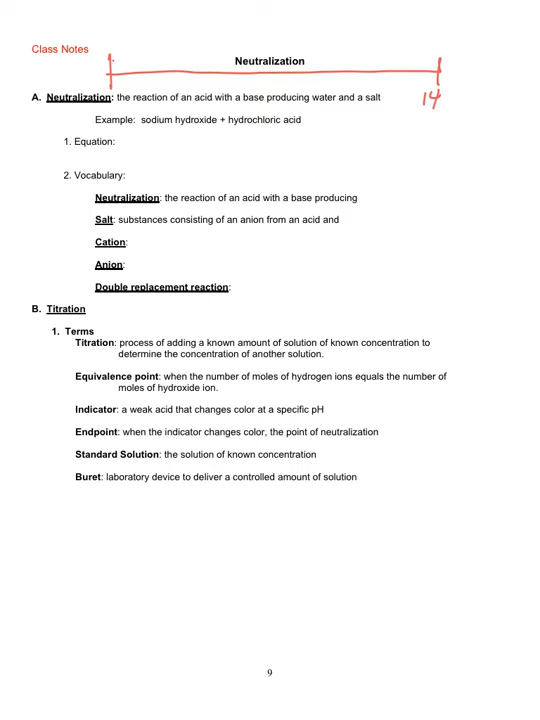 Class Notes
Neutralization
14
A. Neutralization: the reaction of an acid with a base producing water and a salt
Example: sodium hydroxide + hydrochloric acid
1. Equation:
2. Vocabulary:
Neutralization: the reaction of an acid with a base producing
Salt: substances consisting of an anion from an acid and
Cation:
Anion:
Double replacement reaction:
B. Titration
1. Terms
Titration: process of adding a known amount of solution of known concentration to
determine the concentration of another solution.
Equivalence point: when the number of moles of hydrogen ions equals the number of
moles of hydroxide ion.
Indicator: a weak acid that changes color at a specific pH
Endpoint: when the indicator changes color, the point of neutralization
Standard Solution: the solution of known concentration
Buret: laboratory device to deliver a controlled amount of solution
9